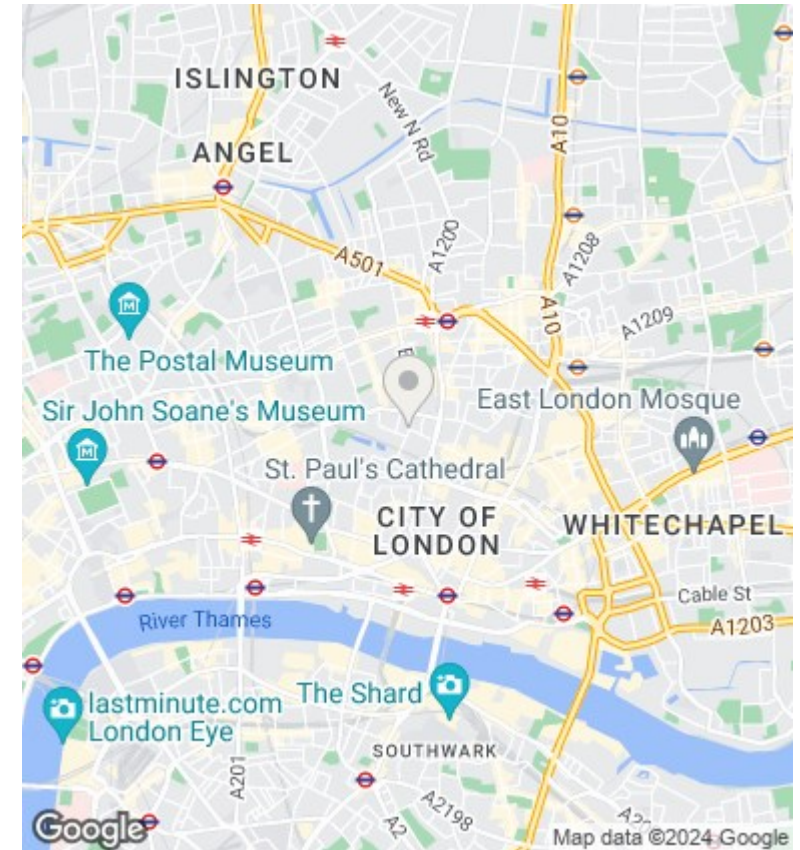 ISLINGTON
New N Rd
ANGEL
A10
A1200
A501
A1208
A10
A1209
The Postal Museum
Sir John Soane's Museum
East London Mosque
St. Paul's Cathedral
CITY OF
LONDON
WHITECHAPEL
Cable St
A1203
River Thames
lastminute.com
London Eye
The Shard
SOUTHWARK
A201
A2198
A2
Google
Map data ©2024 Google